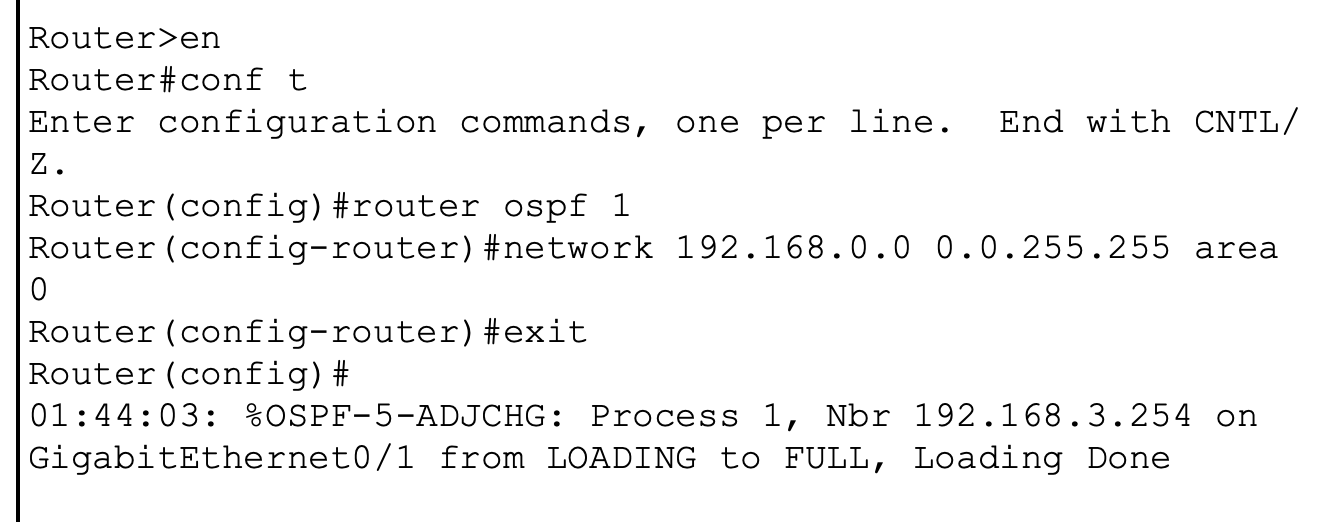 Router>en
Router#conf t
Enter configuration commands, one per line.  End with CNTL/
Z.
Router(config)#router ospf 1
Router(config-router)#network 192.168.0.0 0.0.255.255 area
0
Router(config-router)#exit
Router(config)#
01:44:03: %OSPF-5-ADJCHG: Process 1, Nbr 192.168.3.254 on
GigabitEthernet0/1 from LOADING to FULL, Loading Done